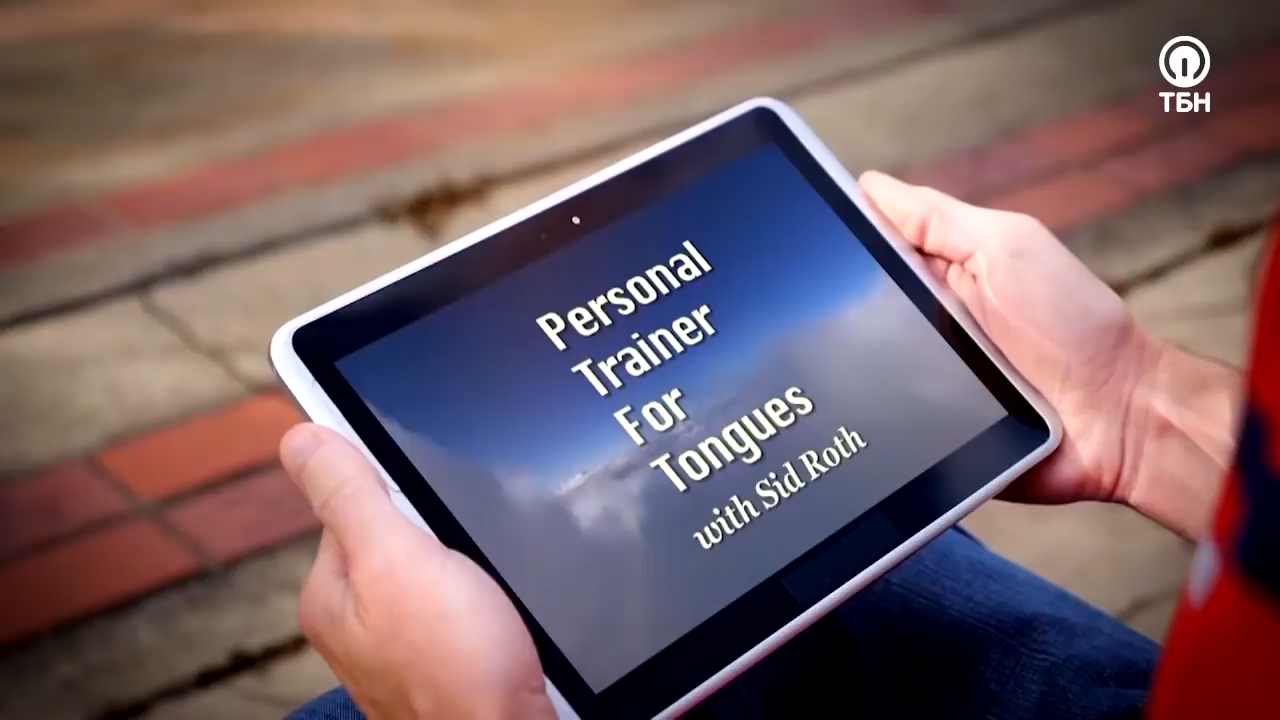 ТБН
Personal
Trainer
For
Tongues
with Sid Roth